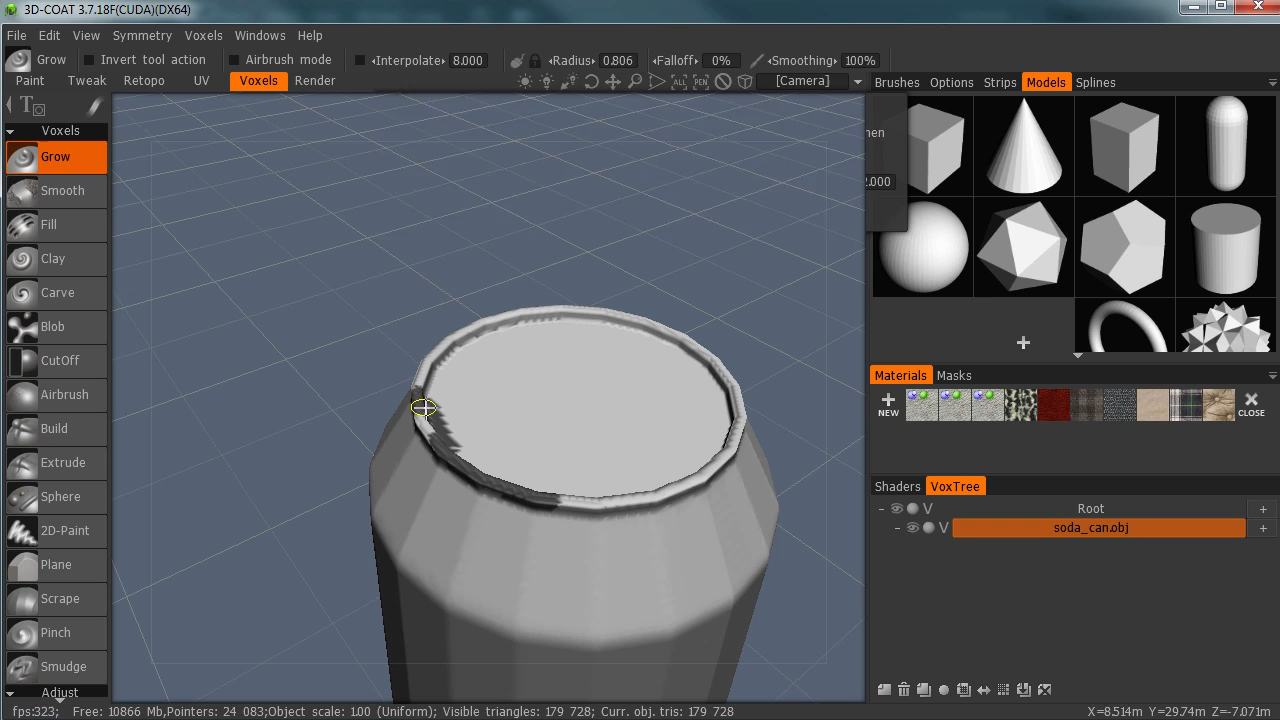 3D-COAT 3.7.18F(CUDA)(DX64)
File Edit View Symmetry Voxels Windows Help
Grow Invert tool action Airbrush mode Interpolate 8.000 Radius 0.806 Falloff 0% Smoothing 100%
Paint Tweak Retopo UV Voxels Render ALL PEN [Camera] Brushes Options Strips Models Splines
T
Voxels
Grow
Smooth
Fill
Clay
Carve
Blob
CutOff
Airbrush
Build
Extrude
Sphere
2D-Paint
Plane
Scrape
Pinch
Smudge
Adjust
Materials Masks
NEW CLOSE
Shaders VoxTree
V Root +
V soda_can.obj +
fps:323; Free: 10866 Mb,Pointers: 24 083;Object scale: 1.00 (Uniform); Visible triangles: 179 728; Curr. obj. tris: 179 728 X=8.514m Y=29.74m Z=-7.071m